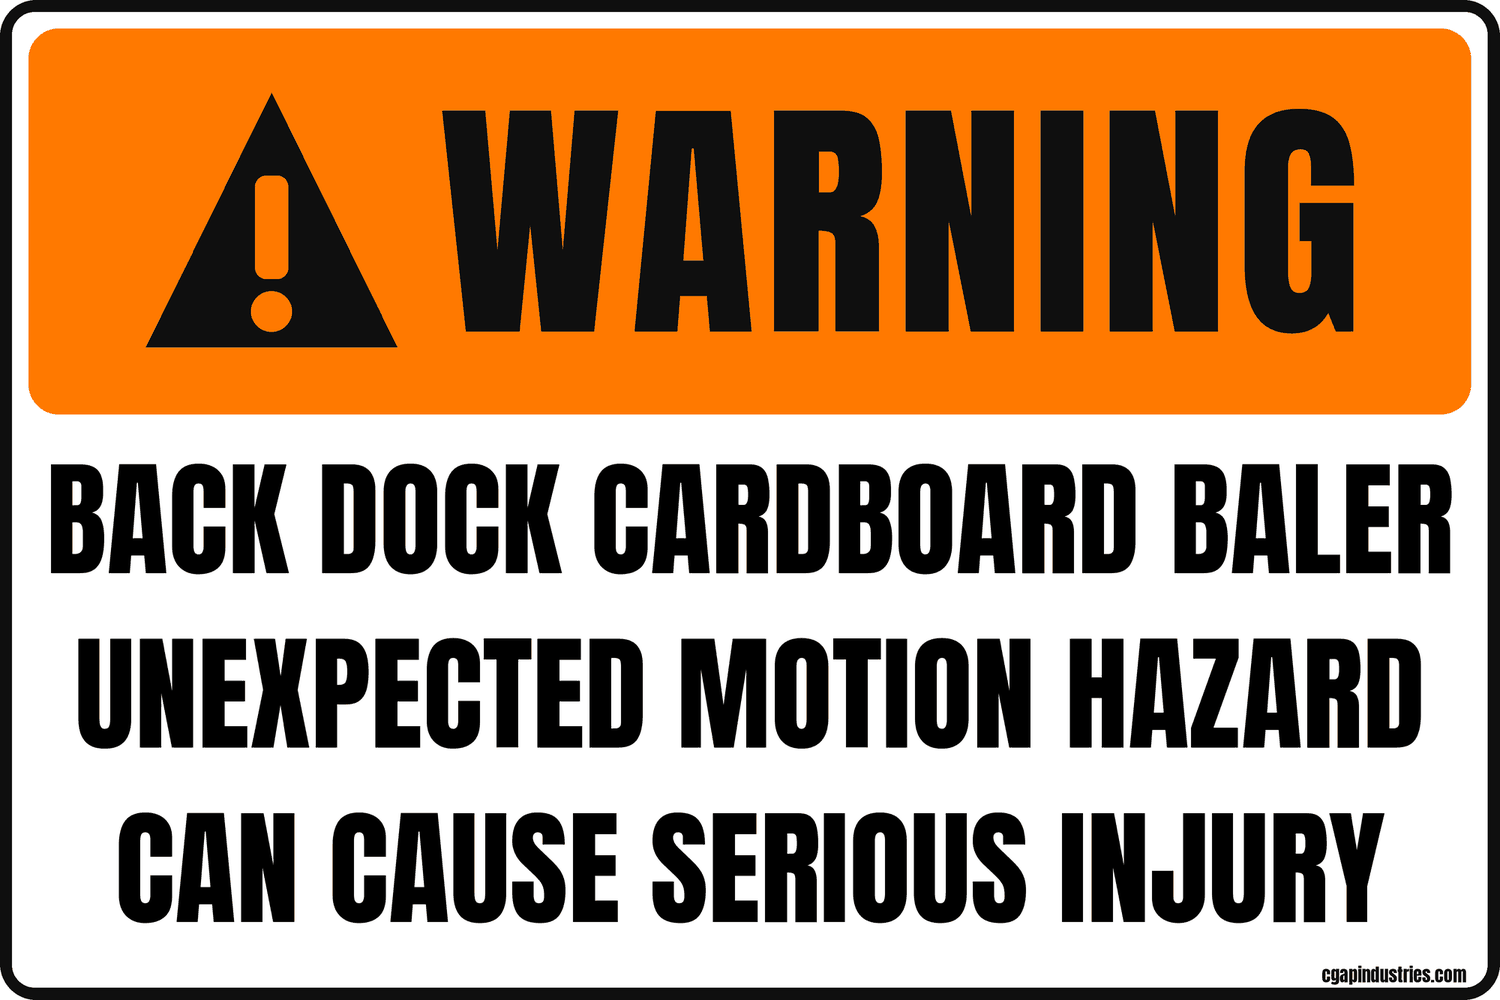 WARNING
BACK DOCK CARDBOARD BALER
UNEXPECTED MOTION HAZARD
CAN CAUSE SERIOUS INJURY
cgapindustries.com